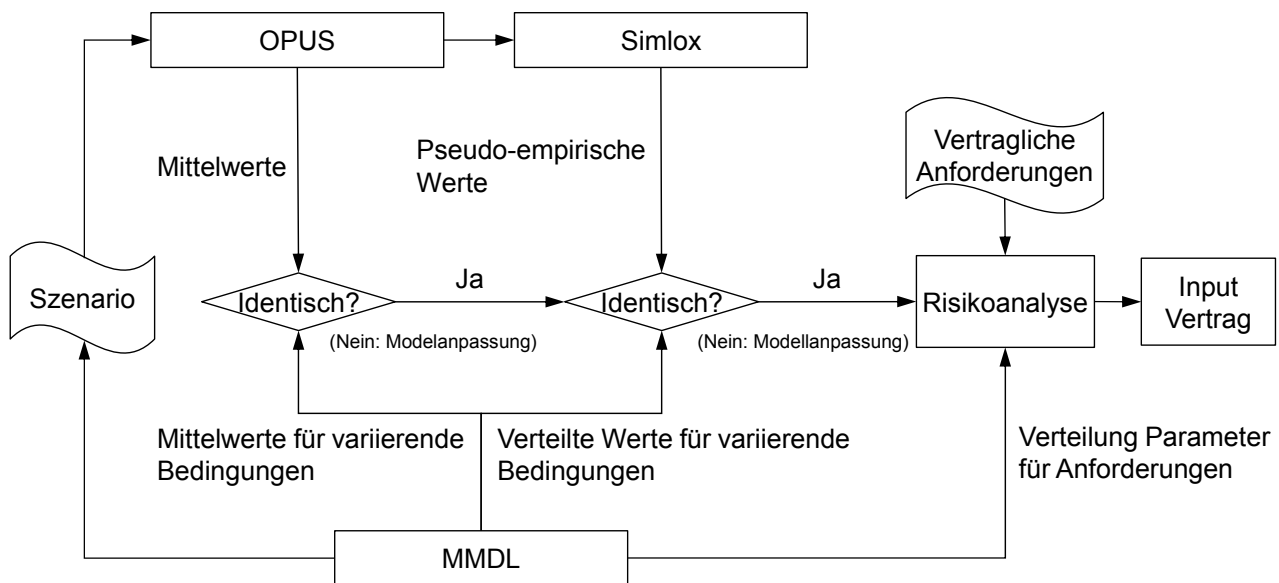 OPUS
Simlox
Mittelwerte
Pseudo-empirische
Werte
Vertragliche
Anforderungen
Szenario
Identisch?
Ja
(Nein: Modelanpassung)
Identisch?
Ja
(Nein: Modellanpassung)
Risikoanalyse
Input
Vertrag
Mittelwerte für variierende
Bedingungen
Verteilte Werte für variierende
Bedingungen
Verteilung Parameter
für Anforderungen
MMDL